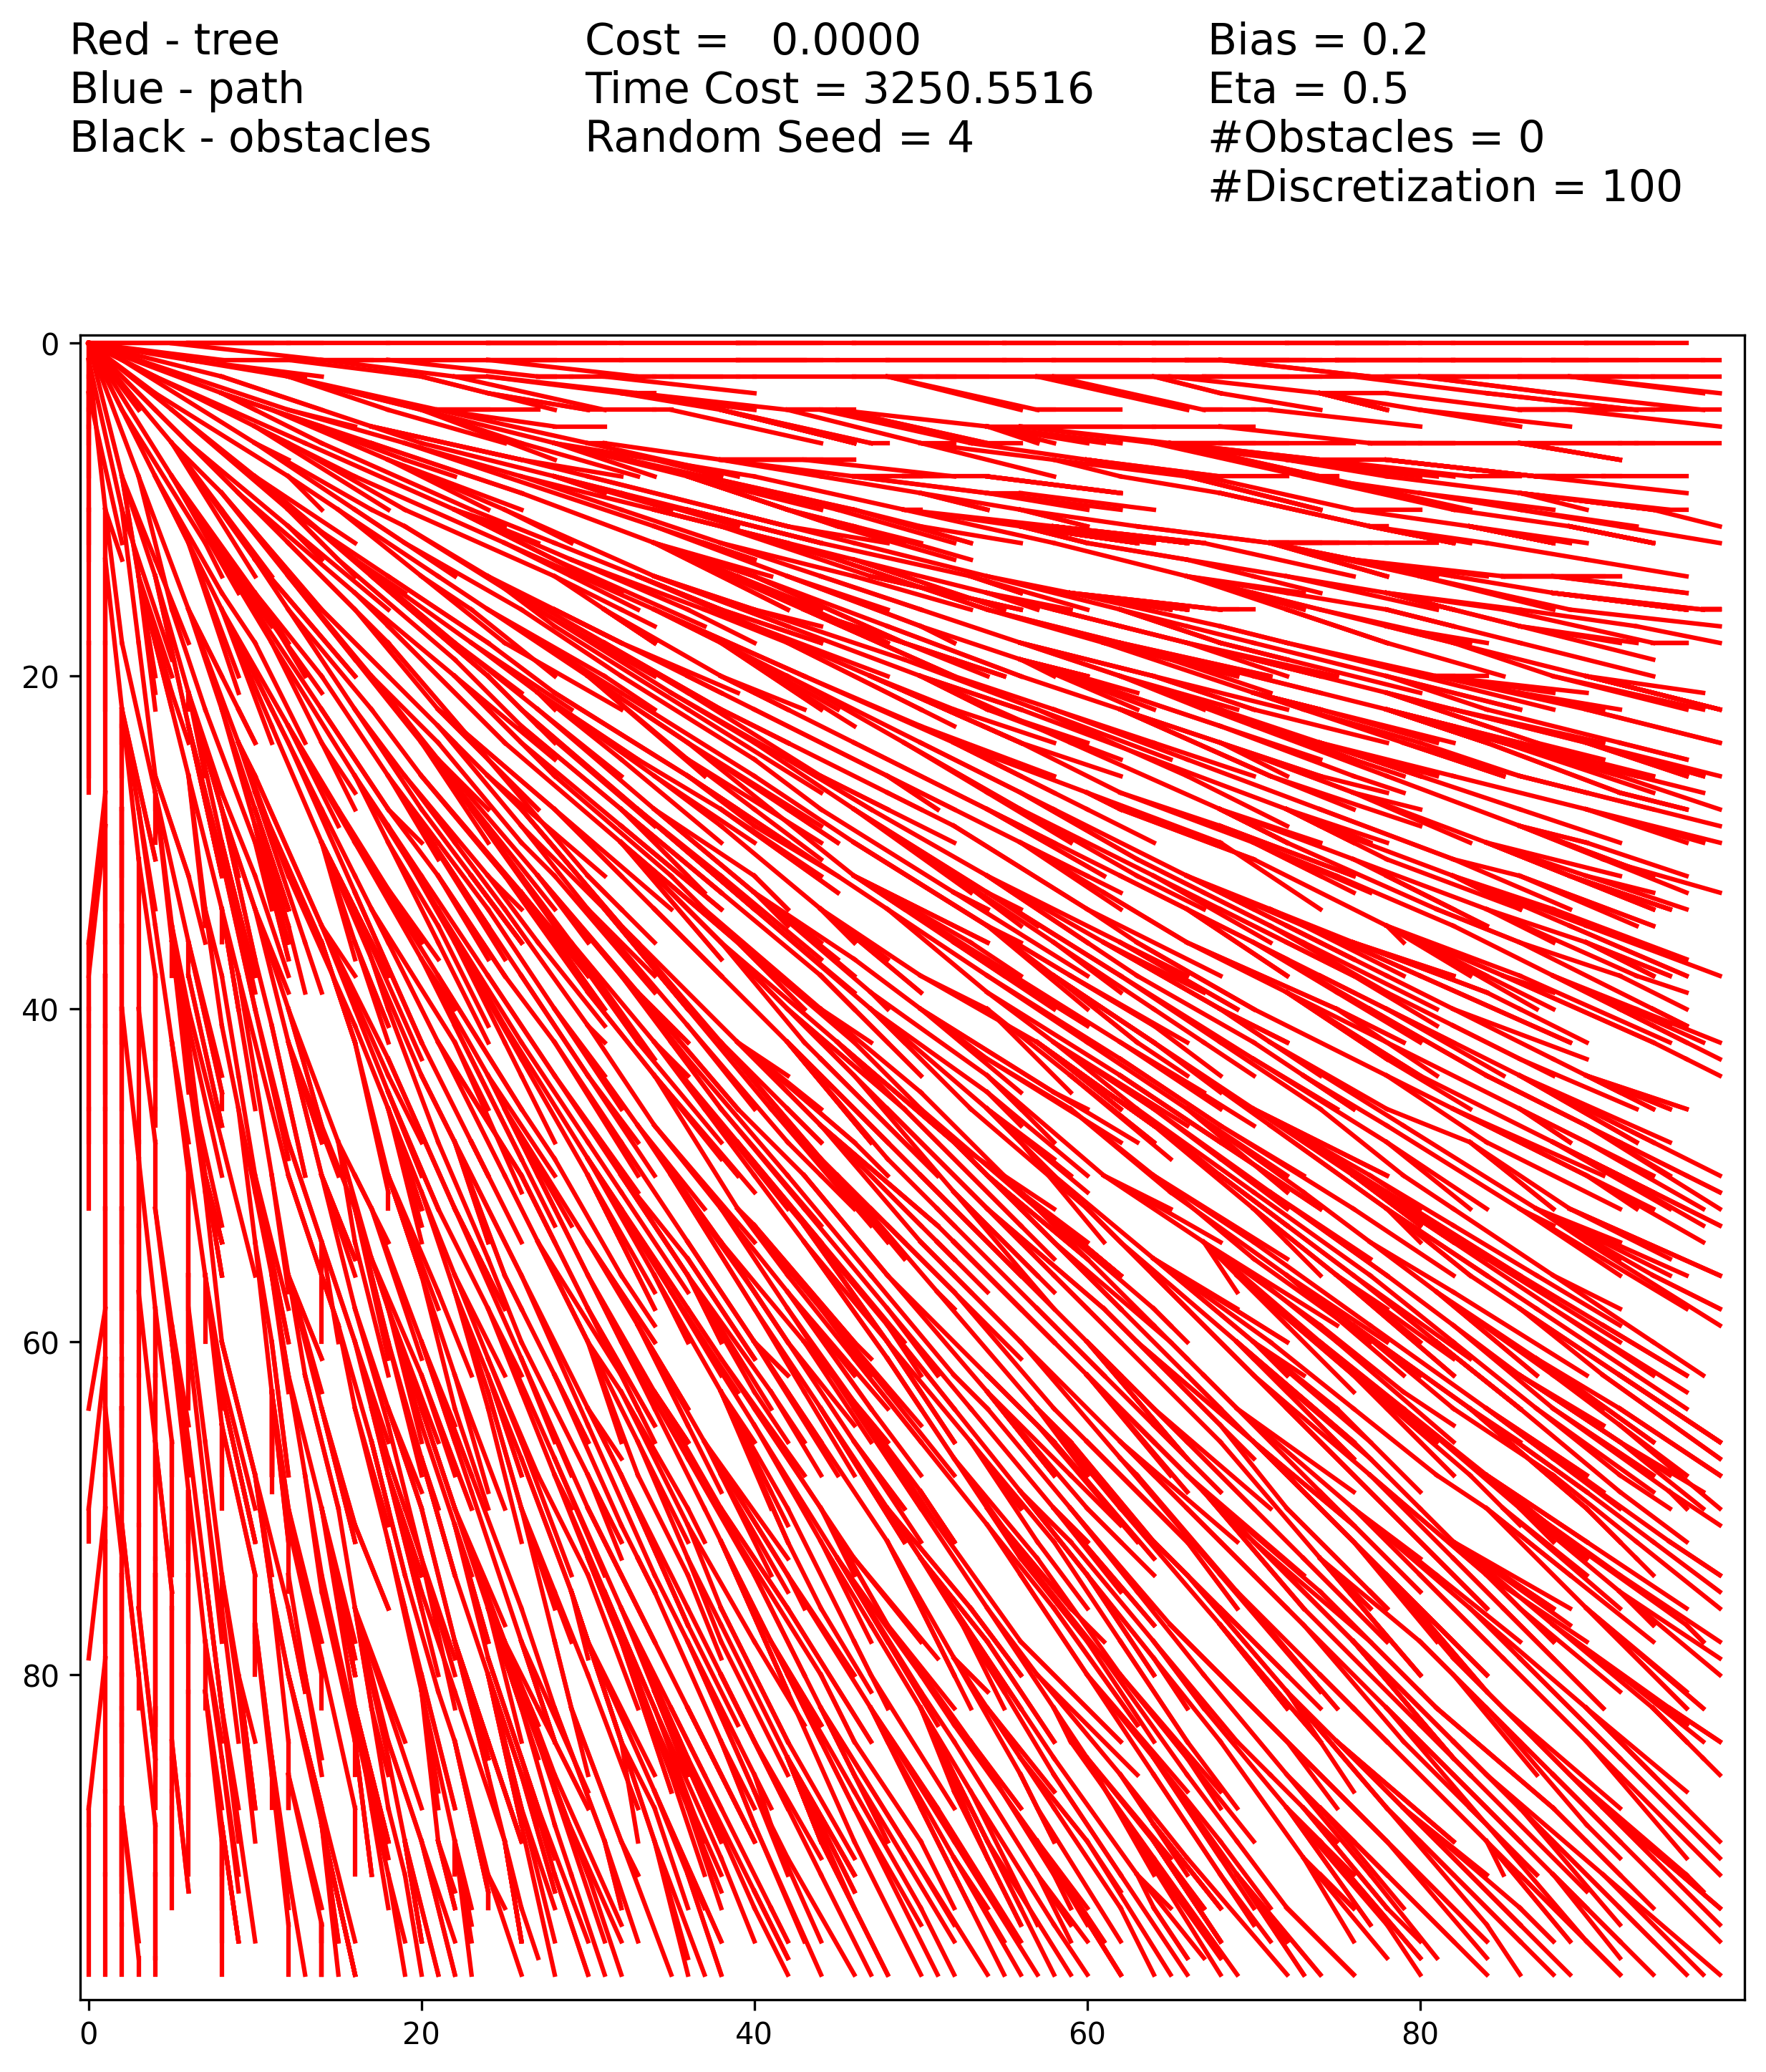 Red - tree
Blue - path
Black - obstacles
Cost =   0.0000
Time Cost = 3250.5516
Random Seed = 4
Bias = 0.2
Eta = 0.5
#Obstacles = 0
#Discretization = 100
0
20
40
60
80
0
20
40
60
80